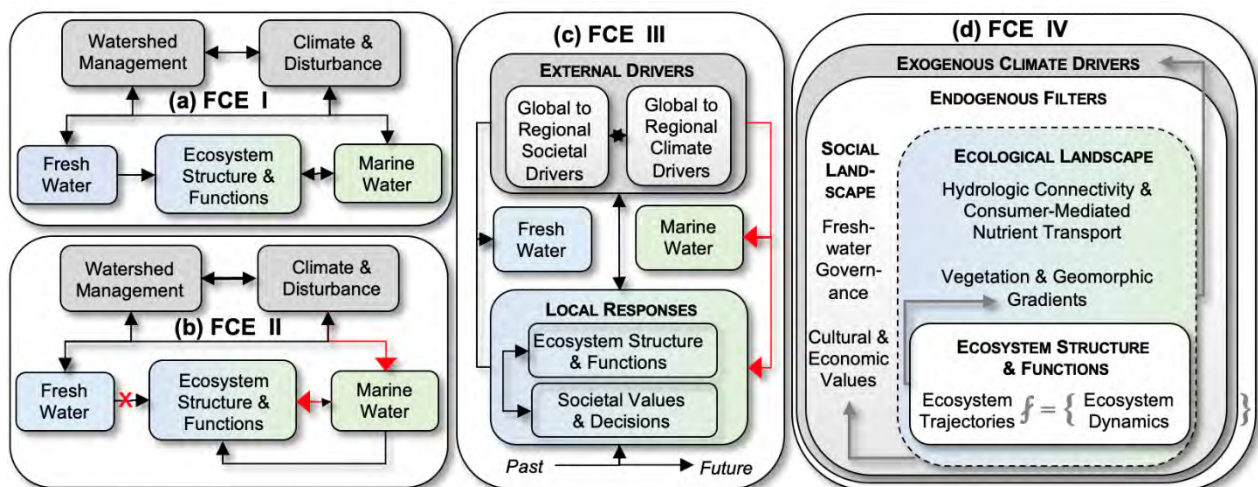 Watershed
Management
Climate &
Disturbance
(a) FCE I
Fresh
Water
Ecosystem
Structure &
Functions
Marine
Water
Watershed
Management
Climate &
Disturbance
(b) FCE II
Fresh
Water
X
Ecosystem
Structure &
Functions
Marine
Water
(c) FCE III
EXTERNAL DRIVERS
Global to
Regional
Societal
Drivers
Global to
Regional
Climate
Drivers
Fresh
Water
Marine
Water
LOCAL RESPONSES
Ecosystem Structure
& Functions
Societal Values
& Decisions
Past
Future
(d) FCE IV
EXOGENOUS CLIMATE DRIVERS
ENDOGENOUS FILTERS
SOCIAL
LAND-
SCAPE
Fresh-
water
Govern-
ance
Cultural &
Economic
Values
ECOLOGICAL LANDSCAPE
Hydrologic Connectivity &
Consumer-Mediated
Nutrient Transport
Vegetation & Geomorphic
Gradients
ECOSYSTEM STRUCTURE
& FUNCTIONS
Ecosystem
Trajectories
f = {
Ecosystem
Dynamics
}